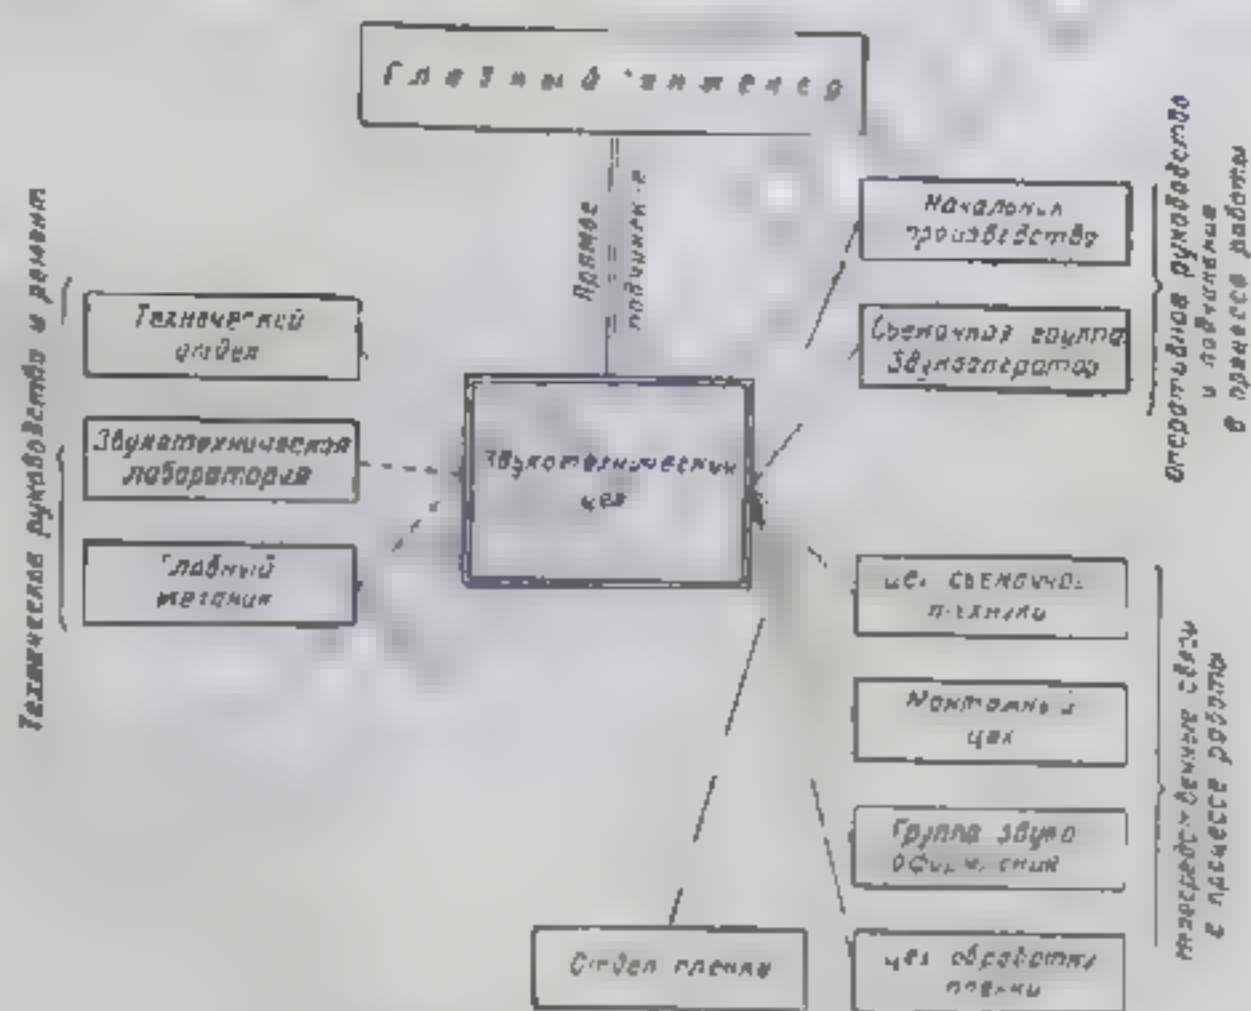 Главный инженер
Прямое
подчинение
Начальник
производства
Съемочная группа
Звукооператор
Оперативное руководство
и подчинение
в процессе работы
Техническое руководство и ремонт
Технический
отдел
Звукотехническая
лаборатория
Главный
механик
Звукотехнический
цех
цех съемочной
техники
Монтажный
цех
Группа звуко
оформления
цех обработки
пленки
Отдел пленки
Непосредственные связи
в процессе работы